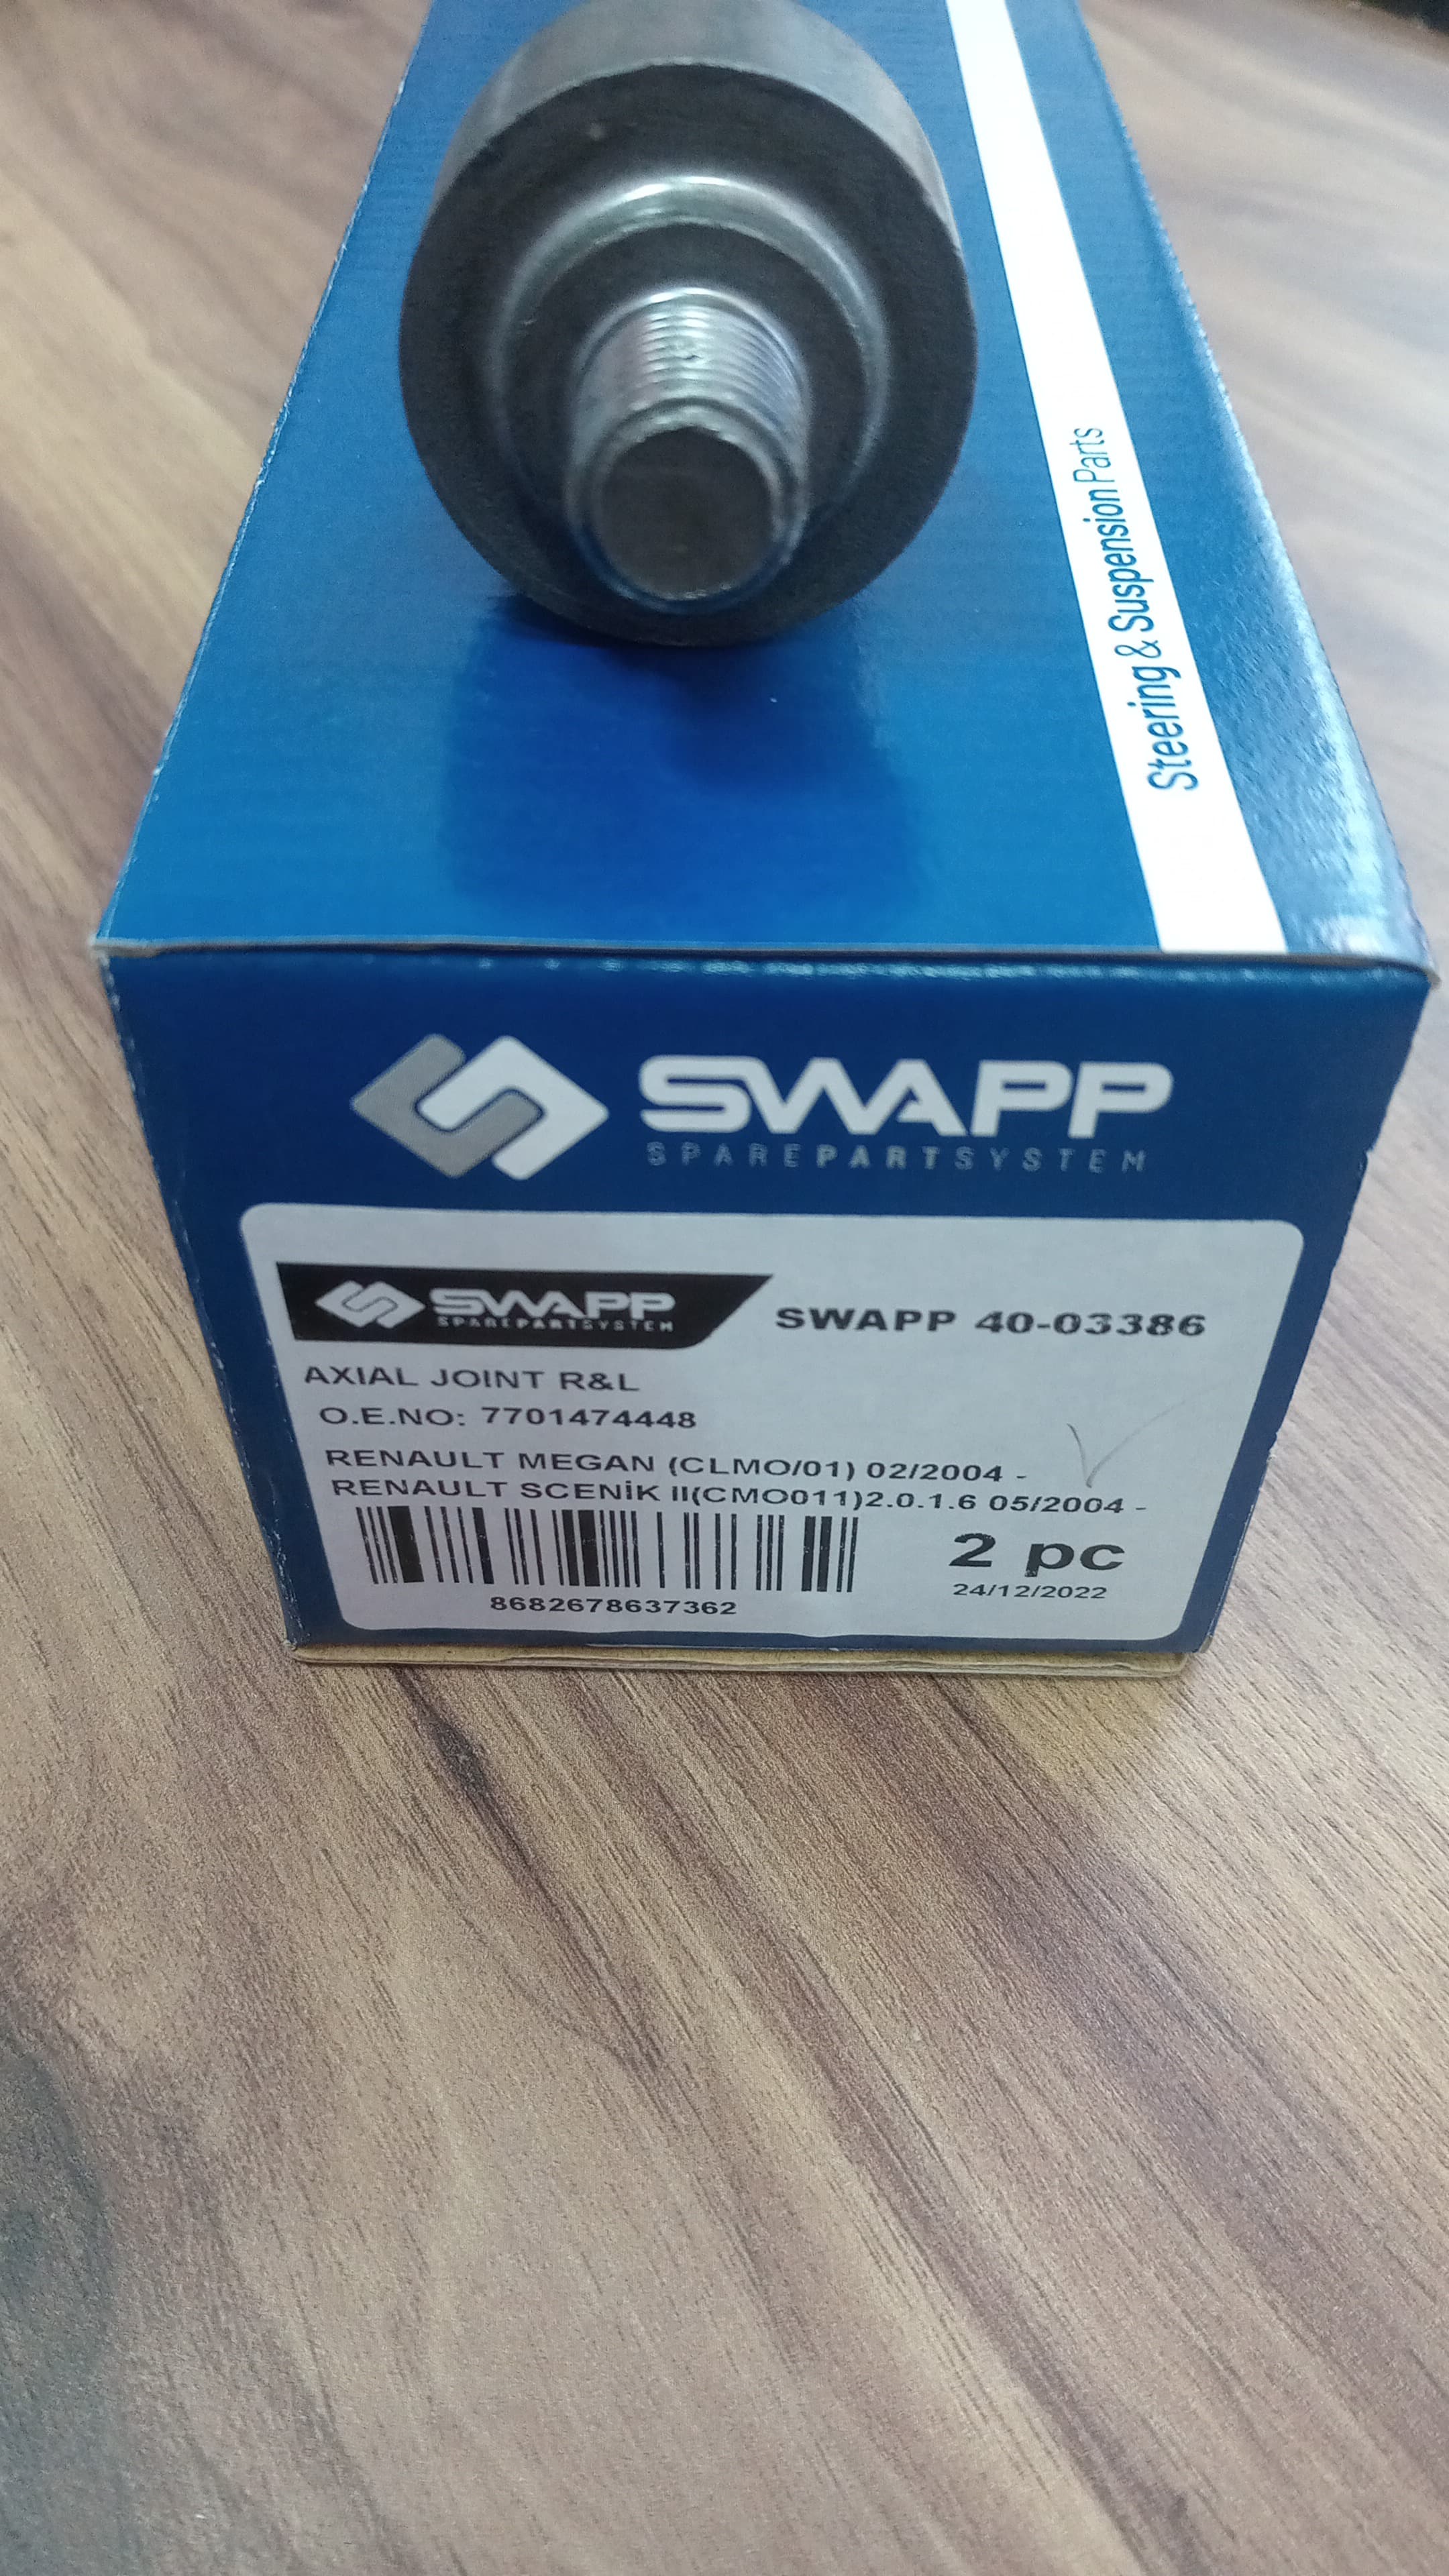 Steering & Suspension Parts
SWAPP
SPAREPARTSYSTEM
SWAPP
SPAREPARTSYSTEM
SWAPP 40-03386
AXIAL JOINT R&L
O.E.NO: 7701474448
RENAULT MEGAN (CLMO/01) 02/2004 -
RENAULT SCENİK II(CMO011)2.0.1.6 05/2004 -
2 pc
24/12/2022
8682678637362